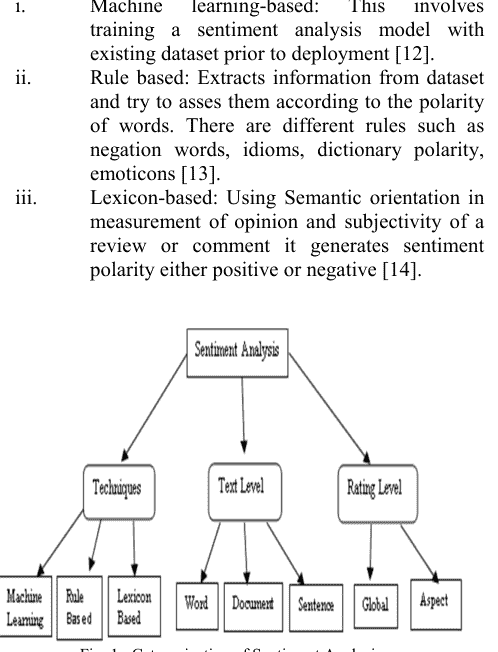 i. Machine learning-based: This involves
training a sentiment analysis model with
existing dataset prior to deployment [12].
ii. Rule based: Extracts information from dataset
and try to asses them according to the polarity
of words. There are different rules such as
negation words, idioms, dictionary polarity,
emoticons [13].
iii. Lexicon-based: Using Semantic orientation in
measurement of opinion and subjectivity of a
review or comment it generates sentiment
polarity either positive or negative [14].
Sentiment Analysis
Techniques
Text Level
Rating Level
Machine
Learning
Rule
Based
Lexicon
Based
Word
Document
Sentence
Global
Aspect